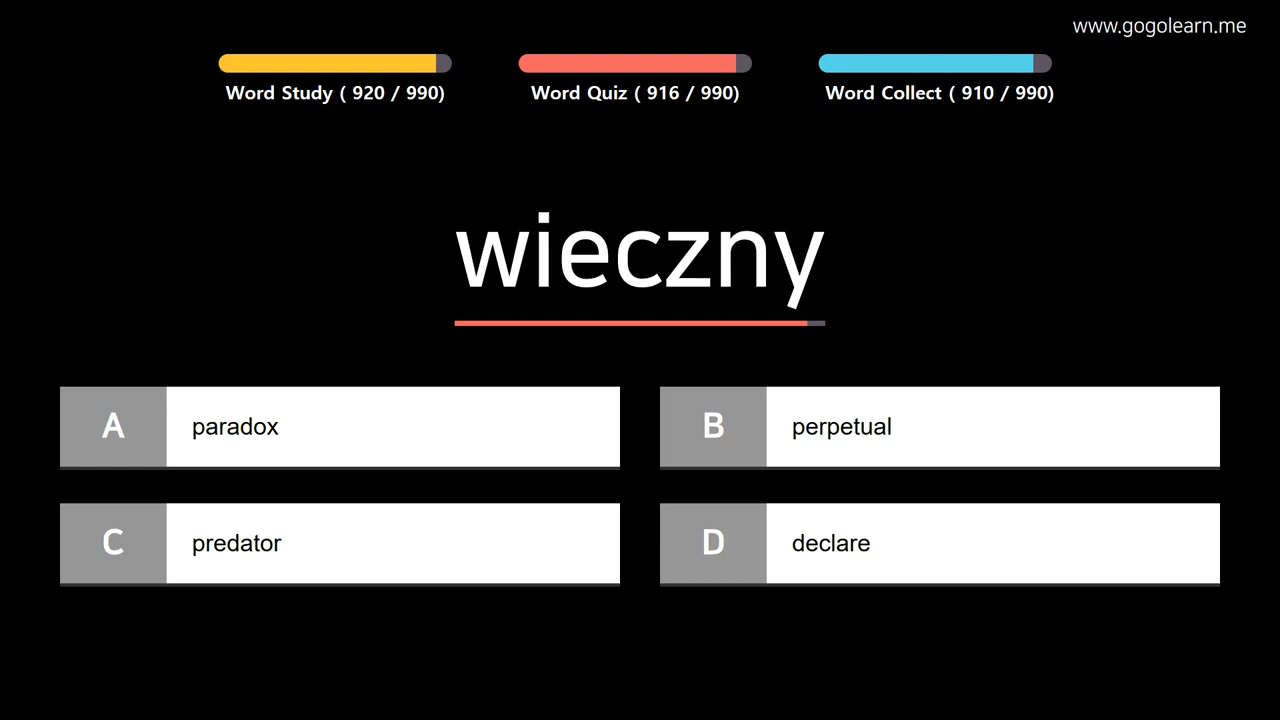 www.gogolearn.me
Word Study ( 920 / 990)
Word Quiz ( 916 / 990)
Word Collect ( 910 / 990)
wieczny
A paradox
B perpetual
C predator
D declare